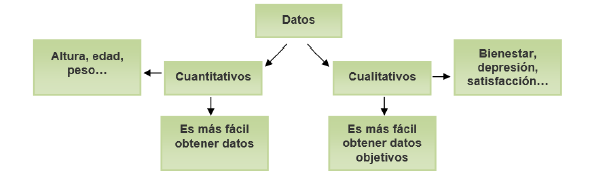 Datos
Altura, edad,
peso…
Cuantitativos
Cualitativos
Bienestar,
depresión,
satisfacción…
Es más fácil
obtener datos
Es más fácil
obtener datos
objetivos